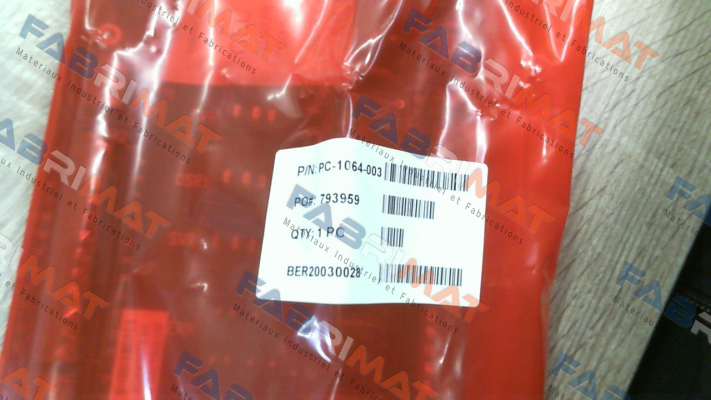 P/N: PC-1064-003
PO#: 793959
QTY: 1 PC
BER20030028
FABRIMAT
Materiaux Industriel et Fabrications